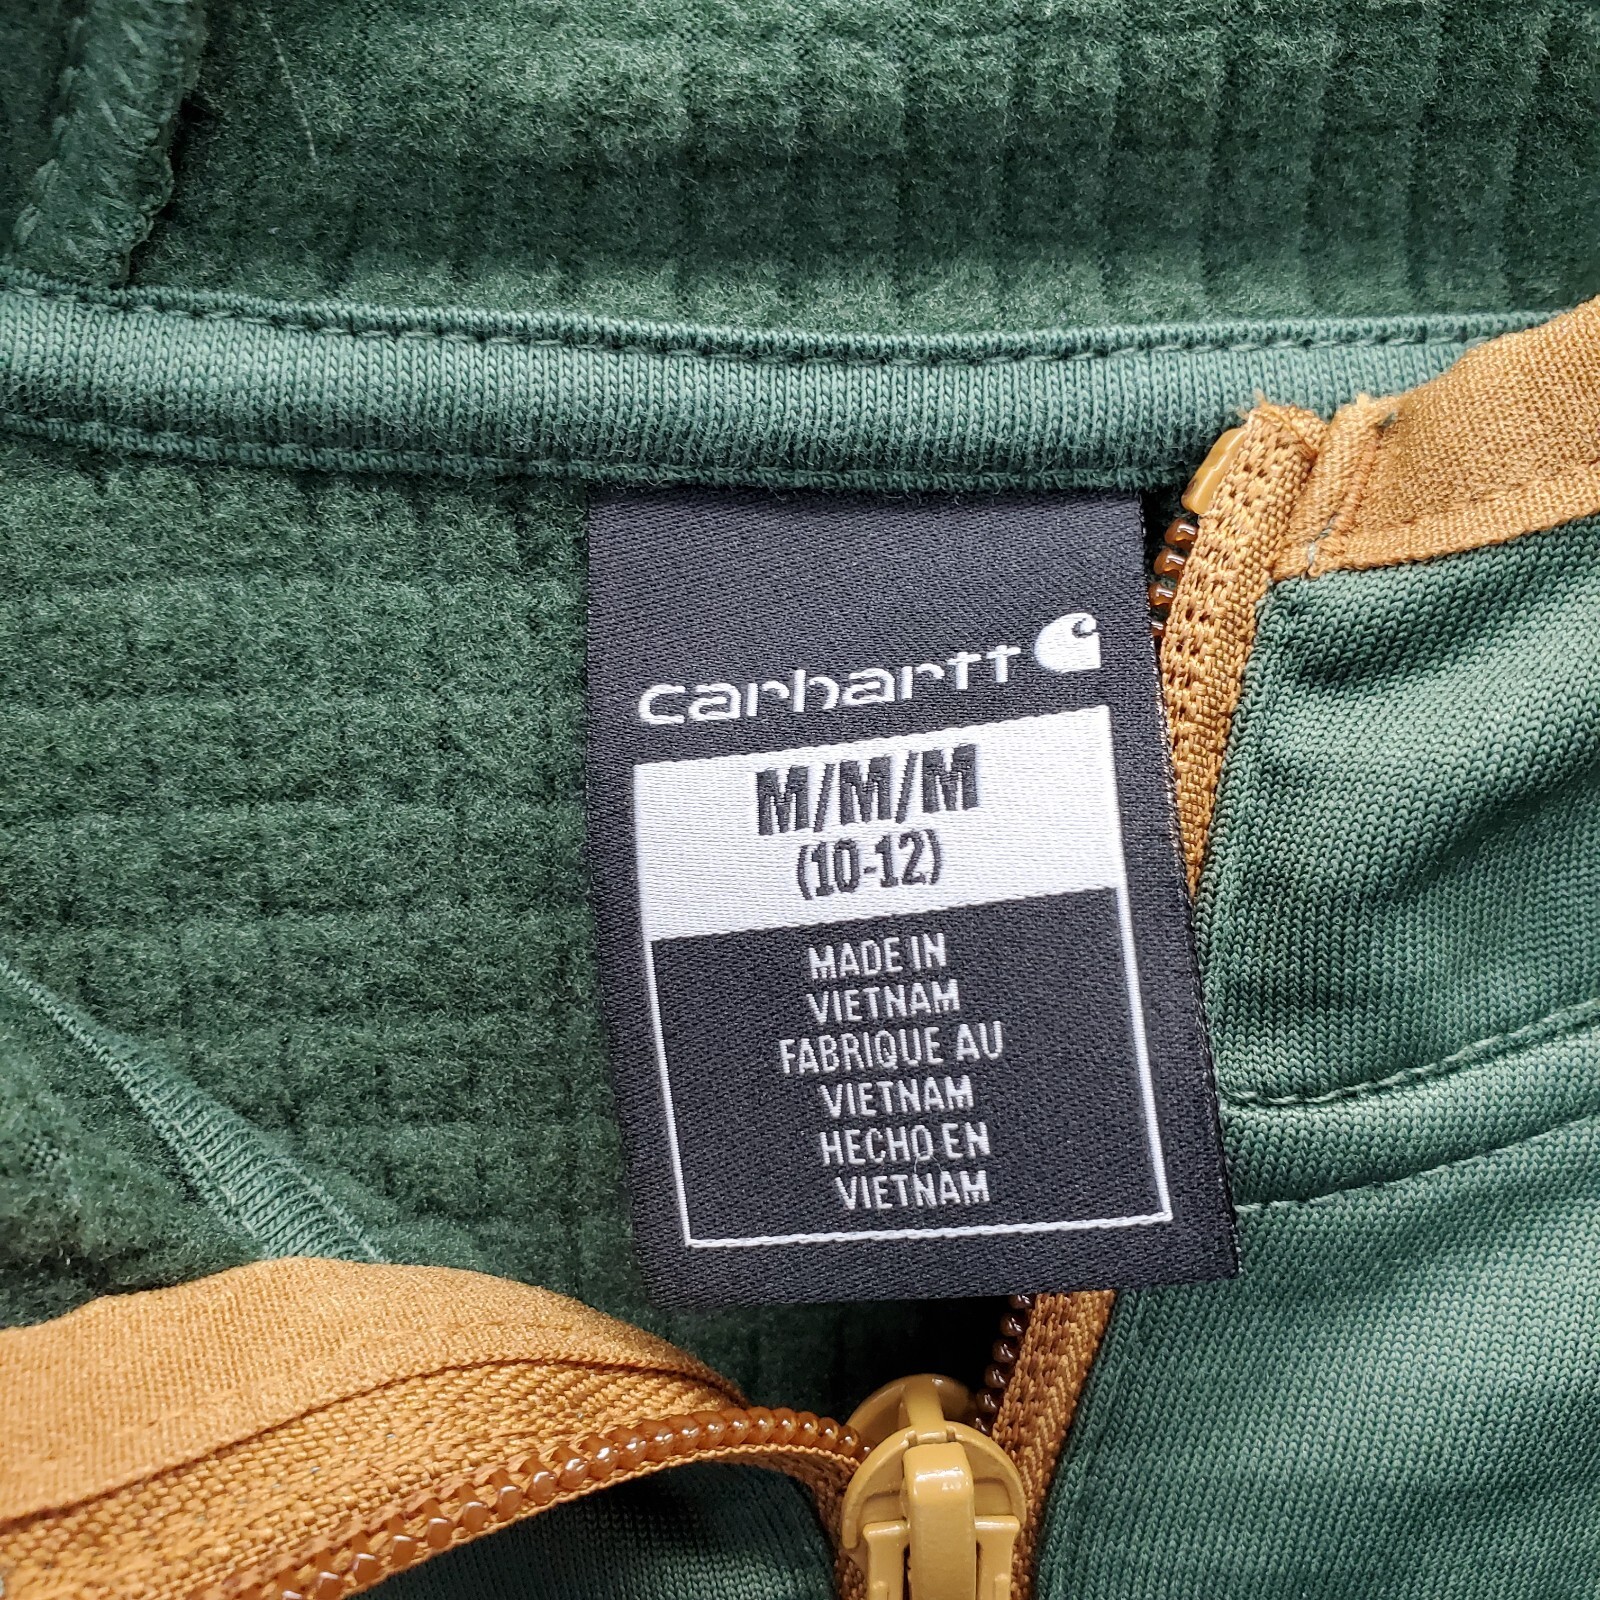 carhartt
M/M/M
(10-12)
MADE IN
VIETNAM
FABRIQUE AU
VIETNAM
HECHO EN
VIETNAM